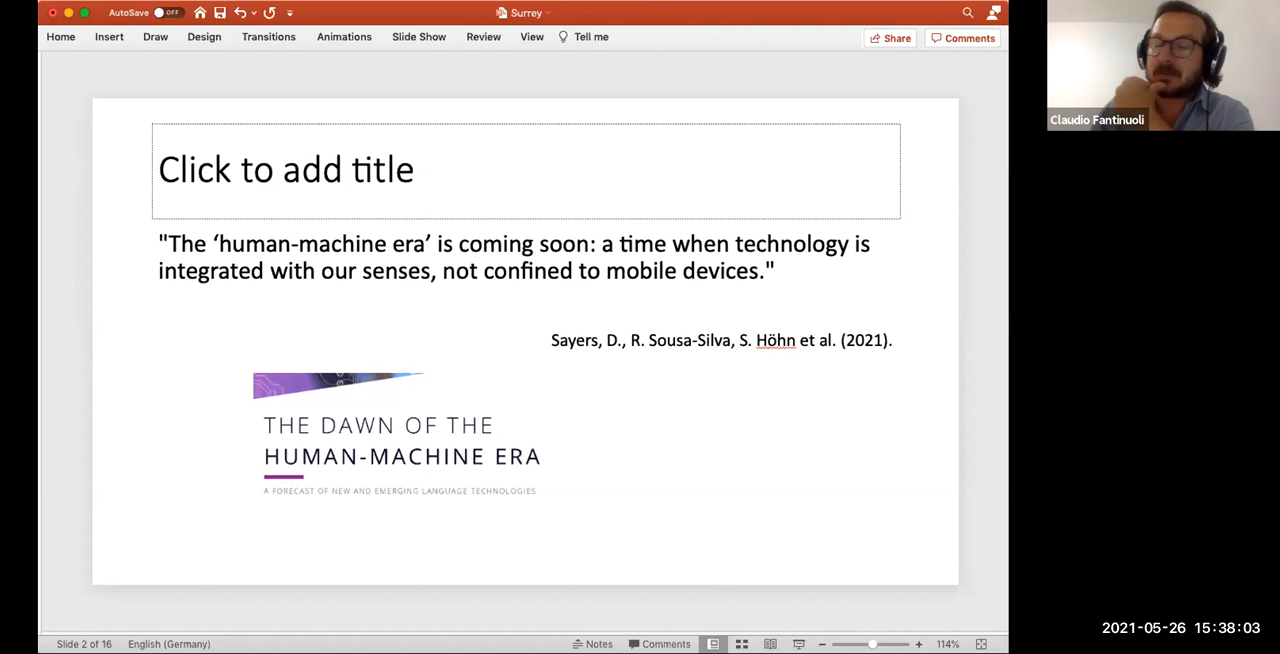 AutoSave OFF
Surrey
Home Insert Draw Design Transitions Animations Slide Show Review View Tell me
Share Comments
Claudio Fantinuoli
Click to add title
"The ‘human-machine era’ is coming soon: a time when technology is
integrated with our senses, not confined to mobile devices."
Sayers, D., R. Sousa-Silva, S. Höhn et al. (2021).
THE DAWN OF THE
HUMAN-MACHINE ERA
A FORECAST OF NEW AND EMERGING LANGUAGE TECHNOLOGIES
2021-05-26 15:38:03
Slide 2 of 16 English (Germany) Notes Comments 114%